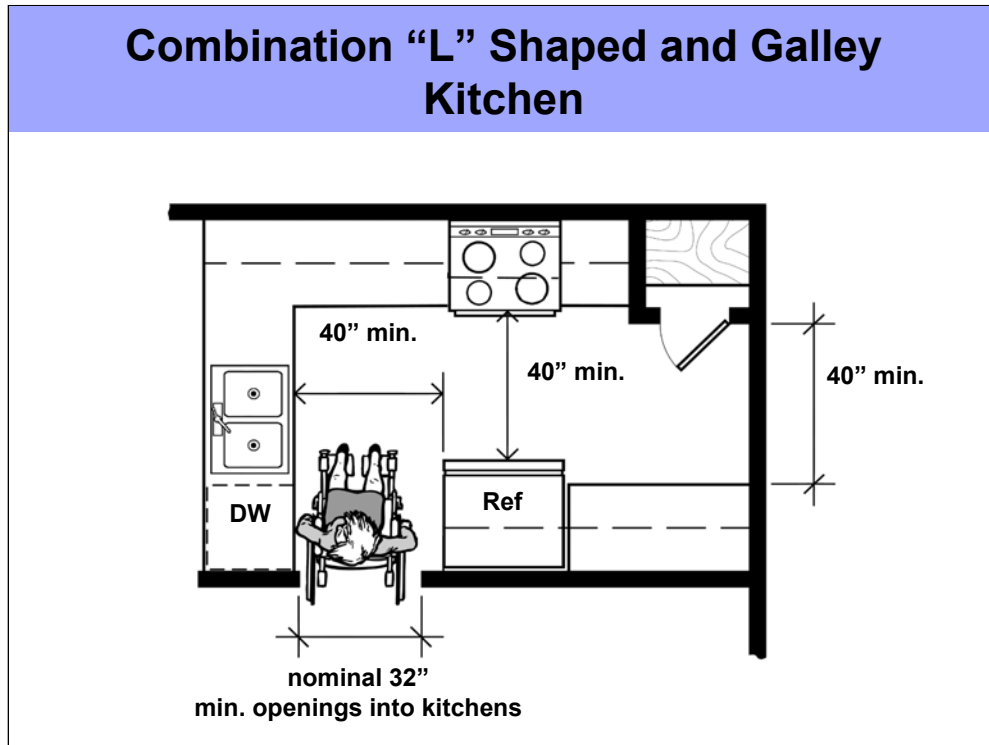 Combination “L” Shaped and Galley
Kitchen
40” min.
40” min.
40” min.
Ref
DW
nominal 32”
min. openings into kitchens